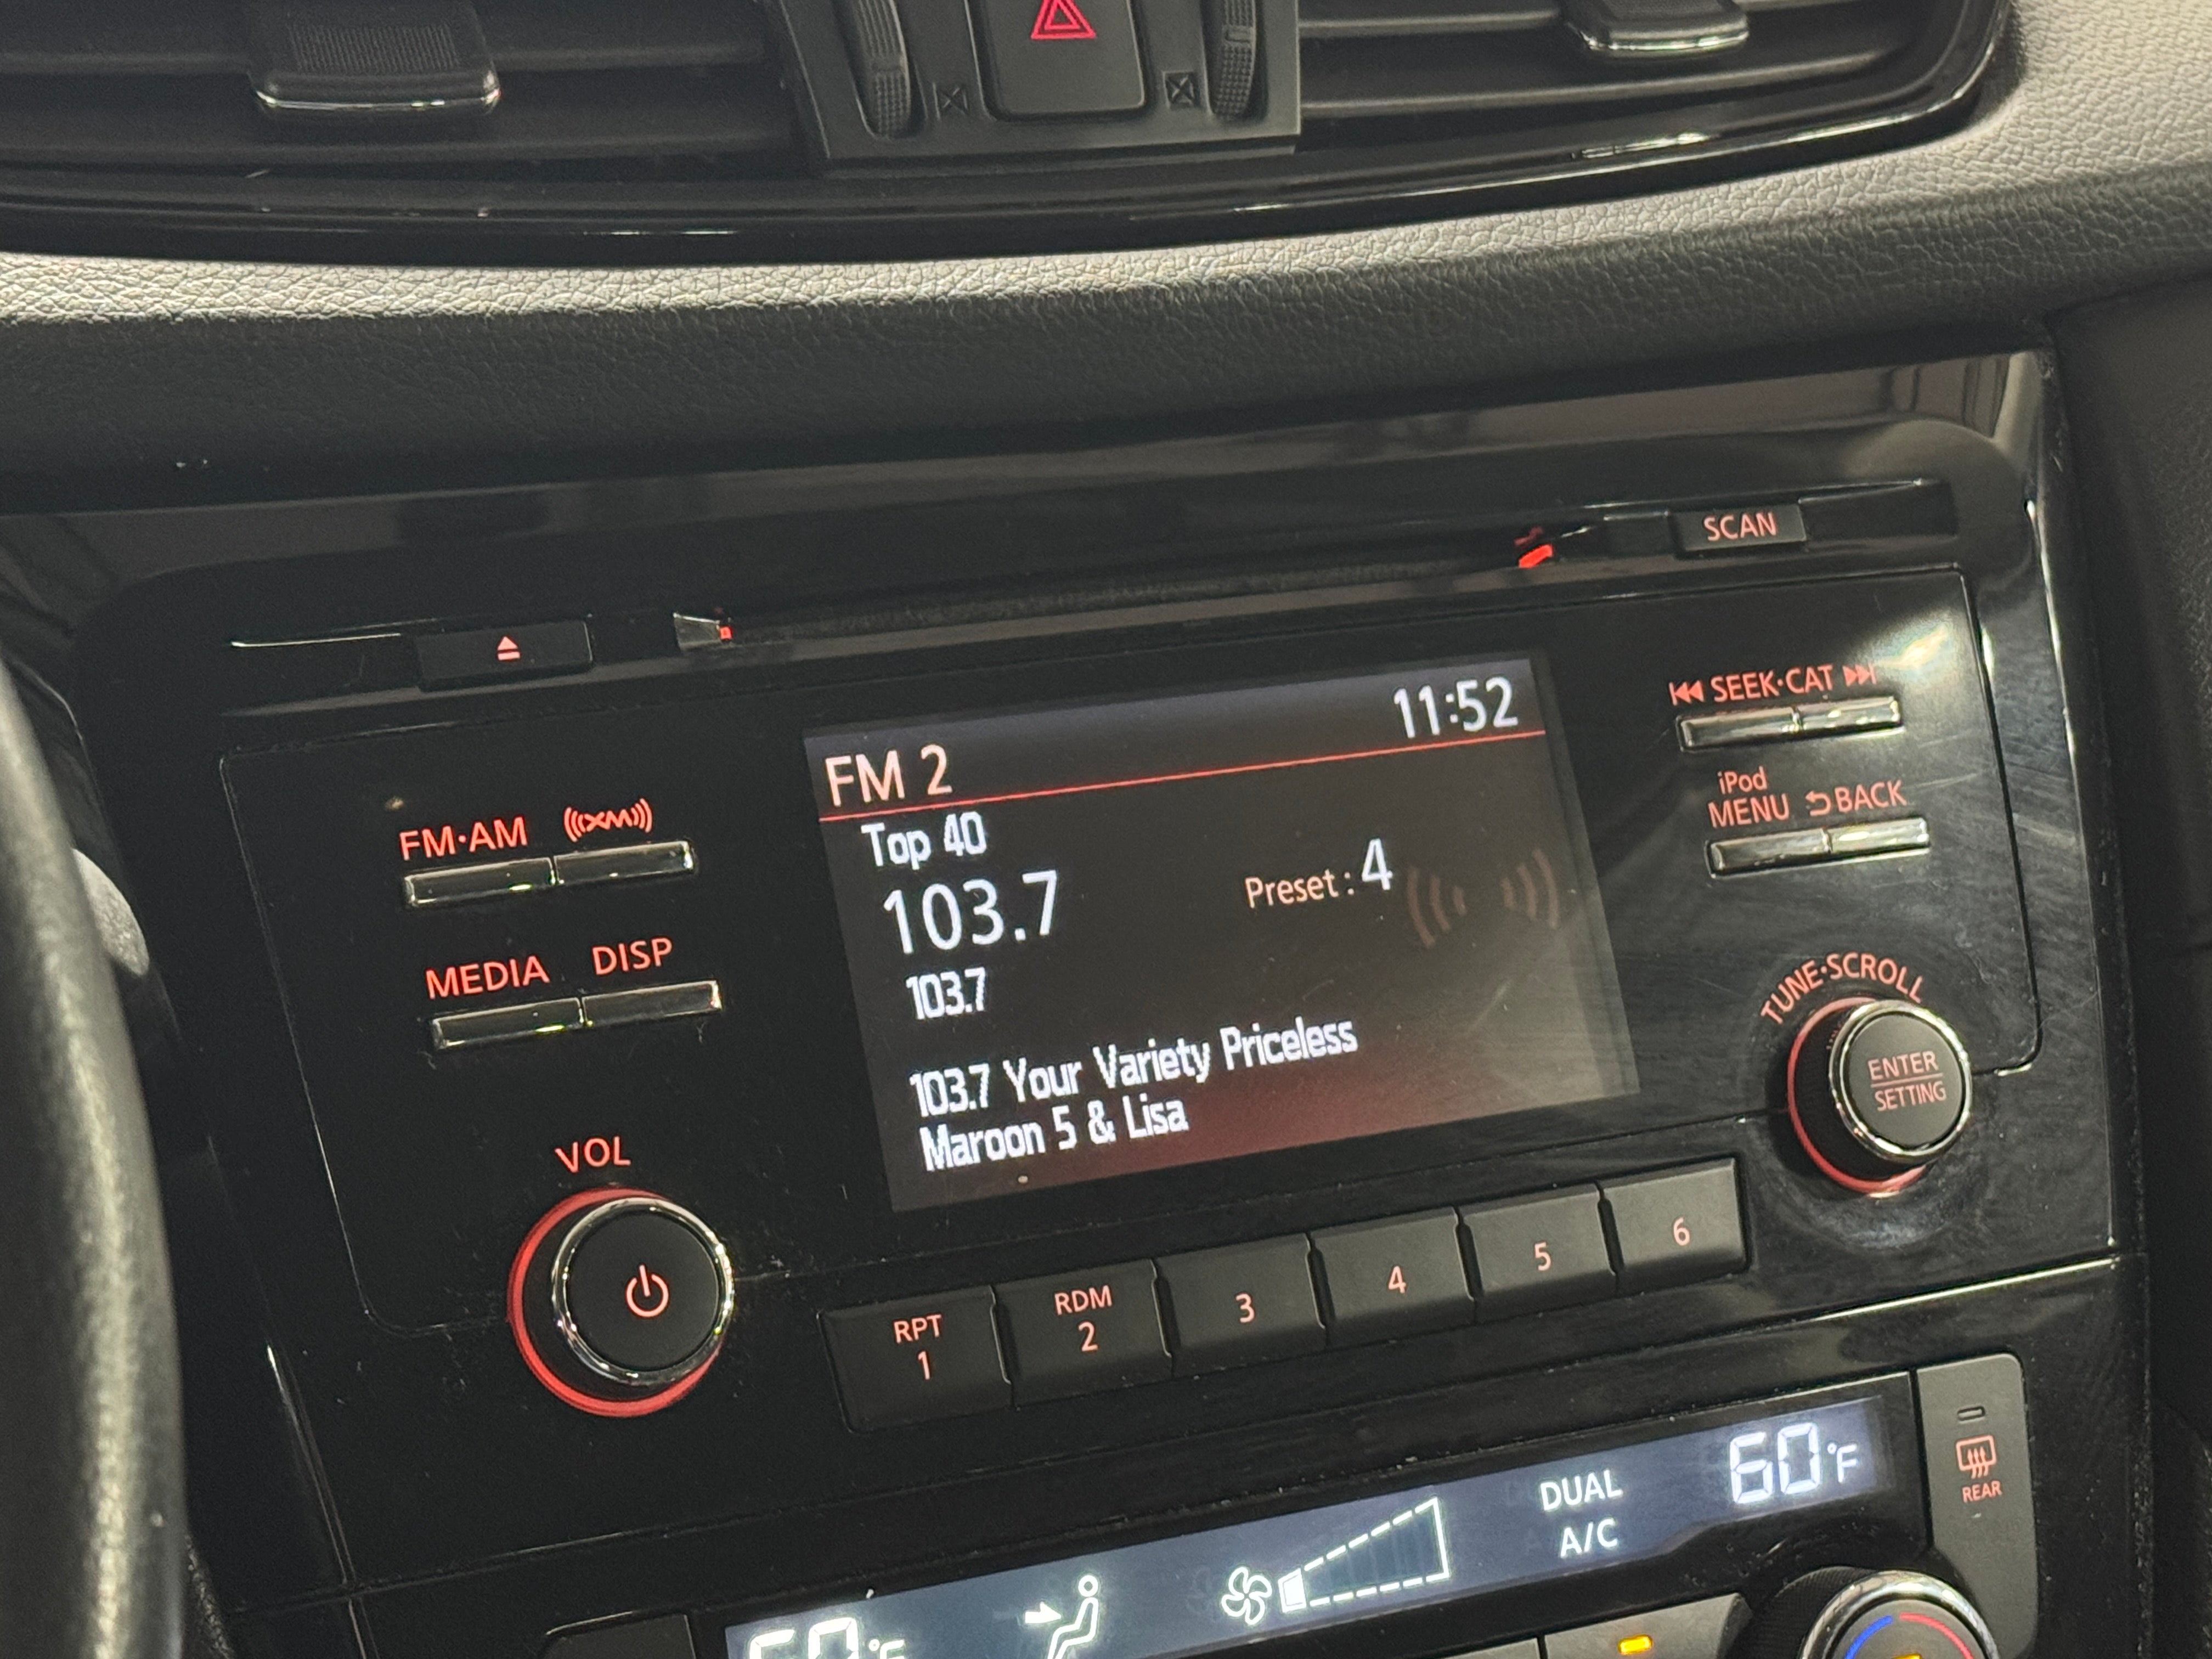 SCAN
SEEK·CAT
11:52
FM 2
iPod
MENU BACK
FM·AM XM
Top 40
103.7 Preset : 4
MEDIA DISP
103.7
TUNE·SCROLL
103.7 Your Variety Priceless
Maroon 5 & Lisa
ENTER
SETTING
VOL
RPT
1
RDM
2
3
4
5
6
60°F
DUAL
A/C
REAR
60°F